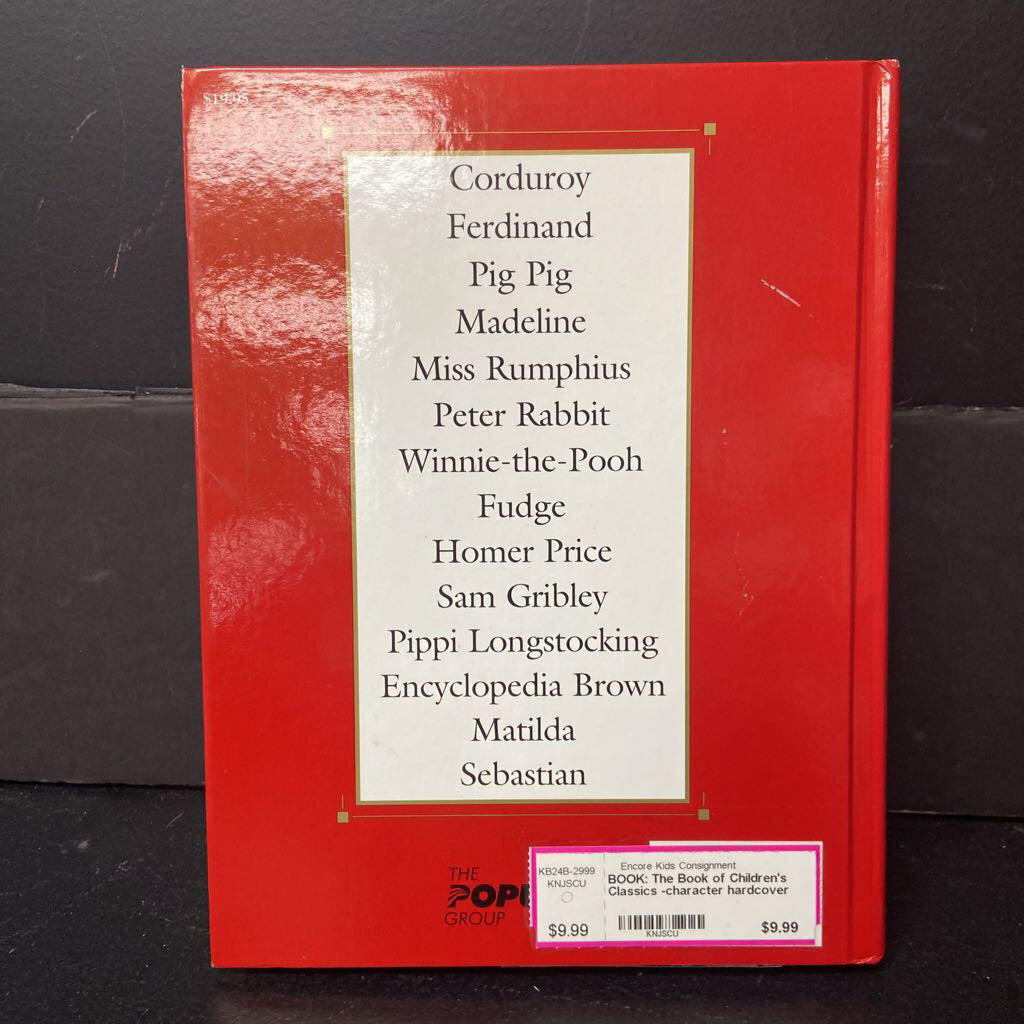 $19.95
Corduroy
Ferdinand
Pig Pig
Madeline
Miss Rumphius
Peter Rabbit
Winnie-the-Pooh
Fudge
Homer Price
Sam Gribley
Pippi Longstocking
Encyclopedia Brown
Matilda
Sebastian
THE
GROUP
KB24B-2999
KNJSCU
$9.99
Encore Kids Consignment
BOOK: The Book of Children's
Classics -character hardcover
KNJSCU
$9.99